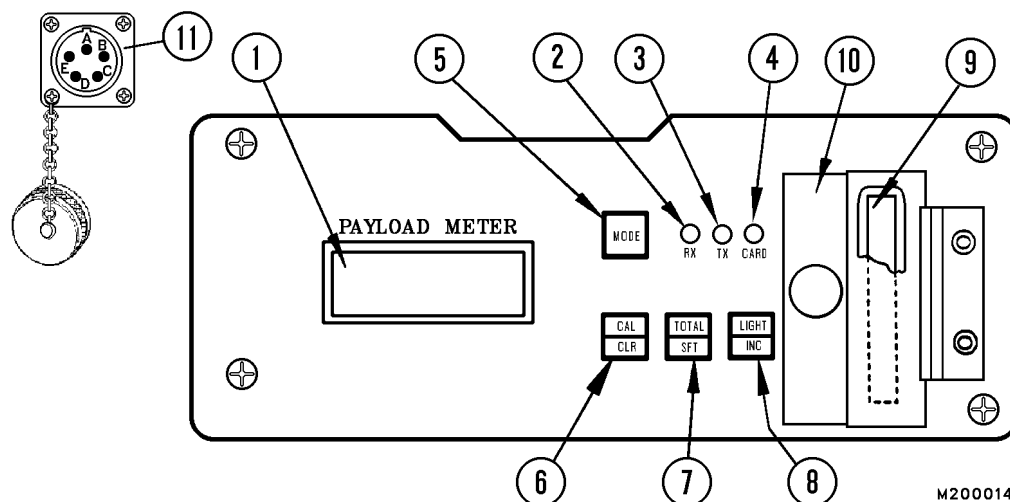 11
A
B
E
C
D
1
5
2
3
4
10
9
PAYLOAD METER
MODE
RX
TX
CARD
CAL
CLR
TOTAL
SFT
LIGHT
INC
6
7
8
M200014